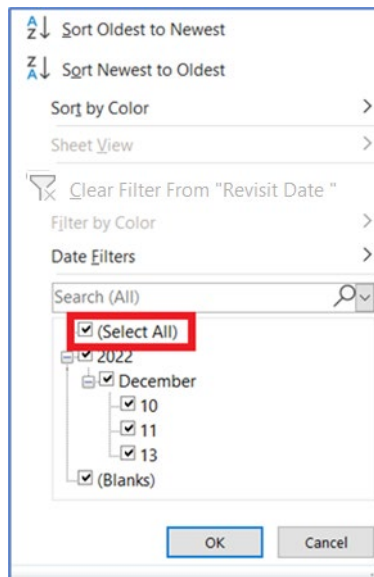 Sort Oldest to Newest
Sort Newest to Oldest
Sort by Color
Sheet View
Clear Filter From "Revisit Date "
Filter by Color
Date Filters
Search (All)
(Select All)
2022
December
10
11
13
(Blanks)
OK Cancel